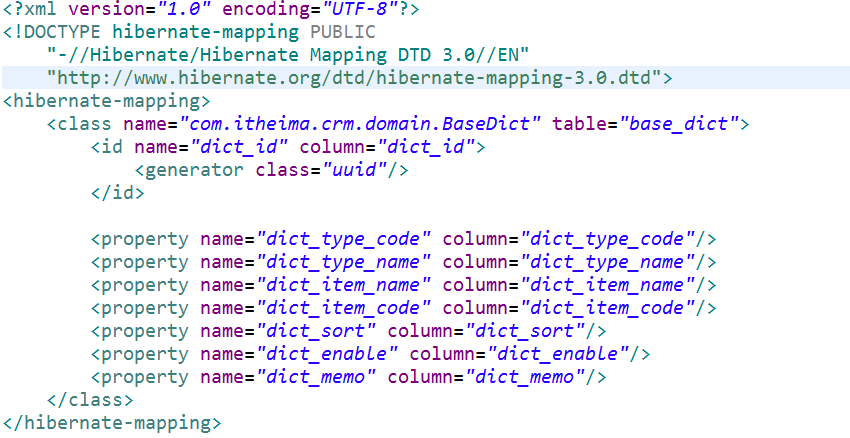 <?xml version="1.0" encoding="UTF-8"?>
<!DOCTYPE hibernate-mapping PUBLIC
    "-//Hibernate/Hibernate Mapping DTD 3.0//EN"
    "http://www.hibernate.org/dtd/hibernate-mapping-3.0.dtd">
<hibernate-mapping>
    <class name="com.itheima.crm.domain.BaseDict" table="base_dict">
        <id name="dict_id" column="dict_id">
            <generator class="uuid"/>
        </id>

        <property name="dict_type_code" column="dict_type_code"/>
        <property name="dict_type_name" column="dict_type_name"/>
        <property name="dict_item_name" column="dict_item_name"/>
        <property name="dict_item_code" column="dict_item_code"/>
        <property name="dict_sort" column="dict_sort"/>
        <property name="dict_enable" column="dict_enable"/>
        <property name="dict_memo" column="dict_memo"/>
    </class>
</hibernate-mapping>